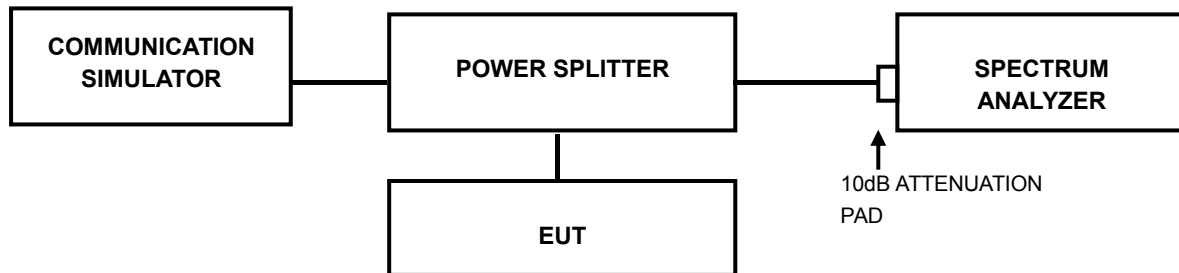 COMMUNICATION
SIMULATOR
POWER SPLITTER
SPECTRUM
ANALYZER
10dB ATTENUATION
PAD
EUT